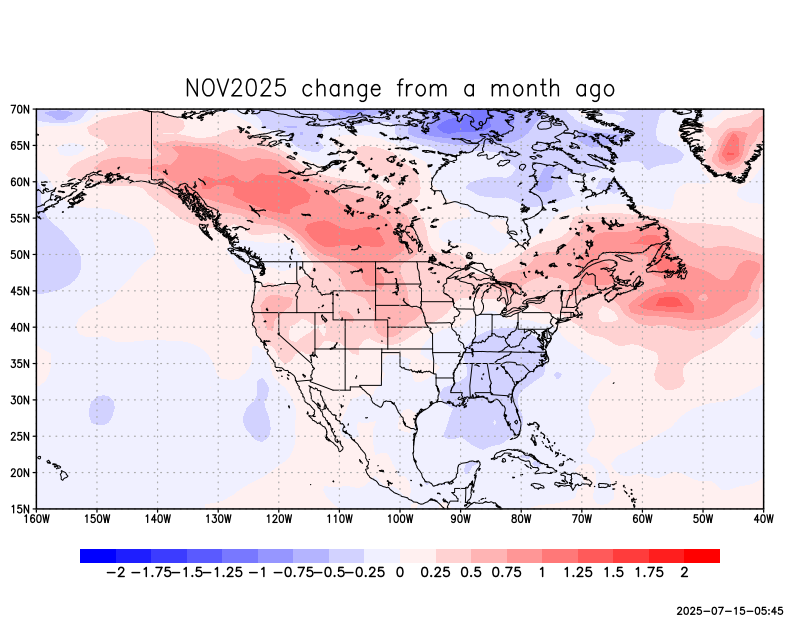 NOV2025 change from a month ago
70N
65N
60N
55N
50N
45N
40N
35N
30N
25N
20N
15N
160W 150W 140W 130W 120W 110W 100W 90W 80W 70W 60W 50W 40W
−2 −1.75 −1.5 −1.25 −1 −0.75 −0.5 −0.25 0 0.25 0.5 0.75 1 1.25 1.5 1.75 2
2025-07-15-05:45